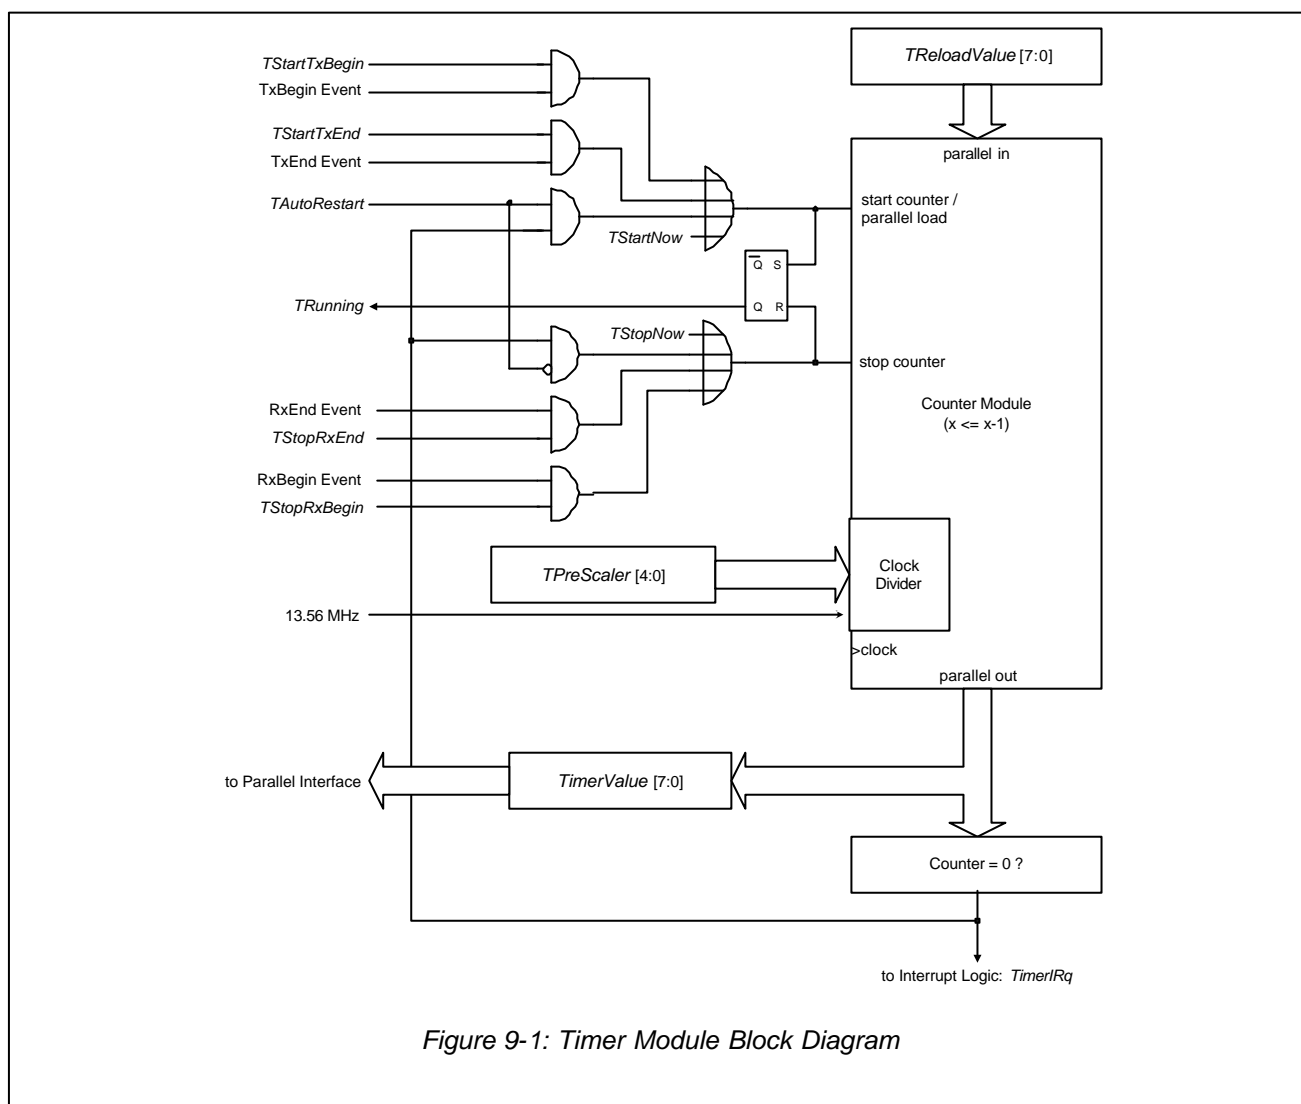 TStartTxBegin
TxBegin Event
TStartTxEnd
TxEnd Event
TAutoRestart
TStartNow
TRunning
TStopNow
RxEnd Event
TStopRxEnd
RxBegin Event
TStopRxBegin
TReloadValue [7:0]
parallel in
start counter /
parallel load
Q S
Q R
stop counter
Counter Module
(x <= x-1)
TPreScaler [4:0]
Clock
Divider
13.56 MHz
>clock
parallel out
to Parallel Interface
TimerValue [7:0]
Counter = 0 ?
to Interrupt Logic: TimerIRq
Figure 9-1: Timer Module Block Diagram